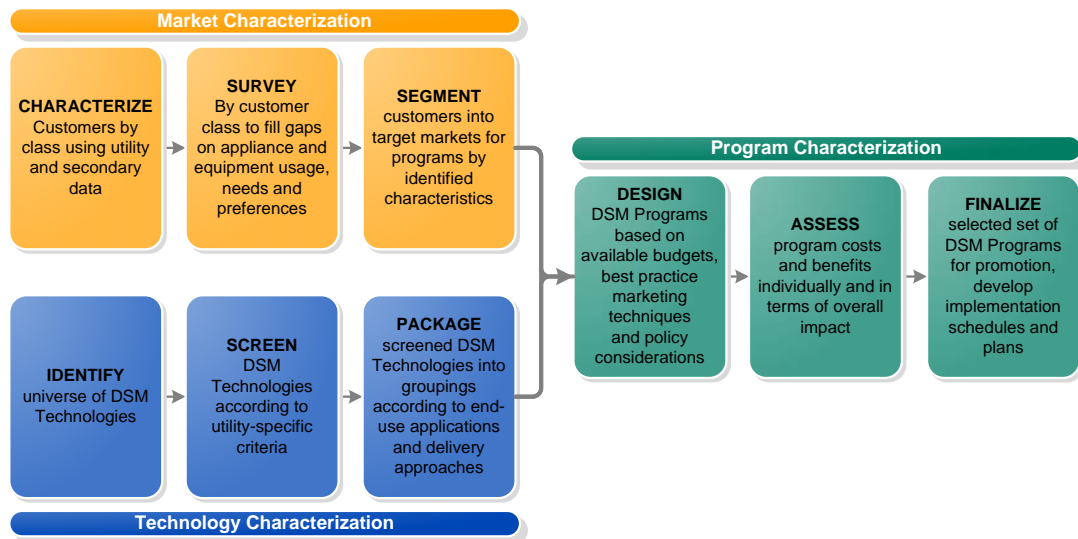 Market Characterization
CHARACTERIZE
Customers by
class using utility
and secondary
data
SURVEY
By customer
class to fill gaps
on appliance and
equipment usage,
needs and
preferences
SEGMENT
customers into
target markets for
programs by
identified
characteristics
IDENTIFY
universe of DSM
Technologies
SCREEN
DSM
Technologies
according to
utility-specific
criteria
PACKAGE
screened DSM
Technologies into
groupings
according to end-
use applications
and delivery
approaches
Technology Characterization
Program Characterization
DESIGN
DSM Programs
based on
available budgets,
best practice
marketing
techniques
and policy
considerations
ASSESS
program costs
and benefits
individually and in
terms of overall
impact
FINALIZE
selected set of
DSM Programs
for promotion,
develop
implementation
schedules and
plans